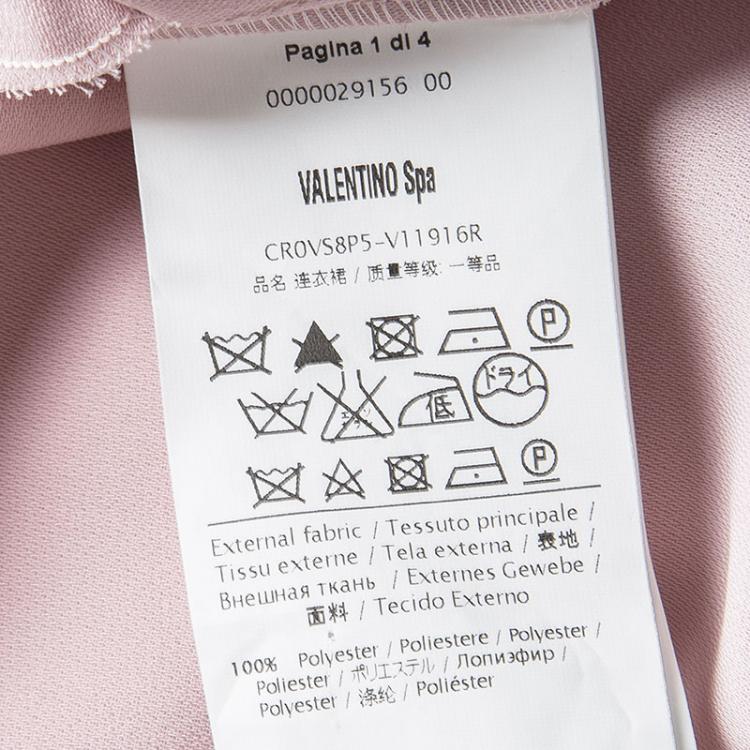 Pagina 1 di 4
0000029156 00
VALENTINO Spa
CR0VS8P5-V11916R
品名 连衣裙 / 质量等级: 一等品
P
低 ドライ
P
External fabric / Tessuto principale /
Tissu externe / Tela externa / 表地 /
Внешная ткань / Externes Gewebe /
面料 / Tecido Externo
100% Polyester / Poliestere / Polyester /
Poliester / ポリエステル / Лопиэфир /
Polyester / 涤纶 / Poliéster